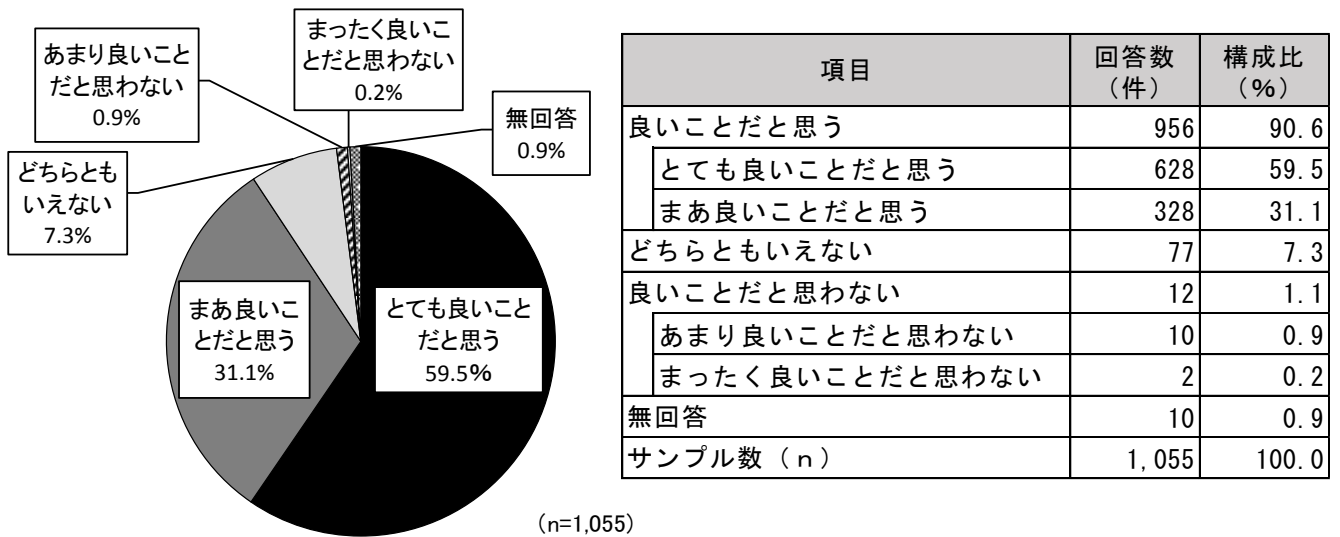 まったく良いこ
とだと思わない
0.2%
あまり良いこと
だと思わない
0.9%
無回答
0.9%
どちらとも
いえない
7.3%
まあ良いこ
とだと思う
31.1%
とても良いこと
だと思う
59.5%
(n=1,055)
項目 回答数(件) 構成比(%)
良いことだと思う 956 90.6
とても良いことだと思う 628 59.5
まあ良いことだと思う 328 31.1
どちらともいえない 77 7.3
良いことだと思わない 12 1.1
あまり良いことだと思わない 10 0.9
まったく良いことだと思わない 2 0.2
無回答 10 0.9
サンプル数(n) 1,055 100.0